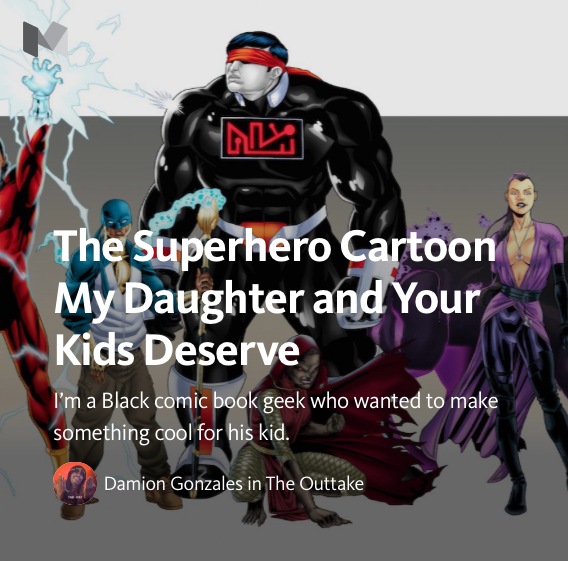 The Superhero Cartoon
My Daughter and Your
Kids Deserve
I'm a Black comic book geek who wanted to make
something cool for his kid.
Damion Gonzales in The Outtake